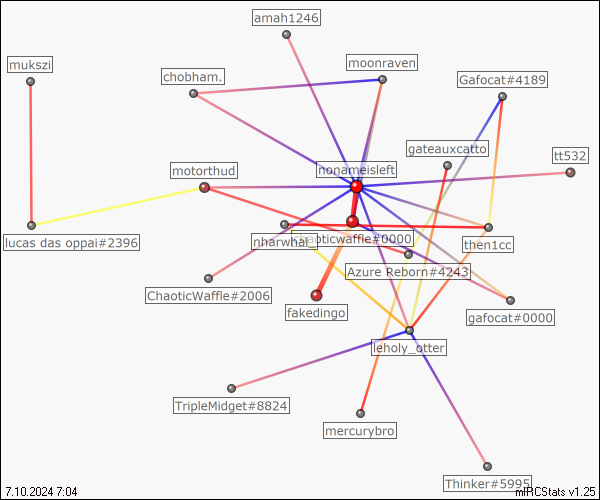 amah1246
mukszi
moonraven
chobham.
Gafocat#4189
gateauxcatto
tt532
motorthud
nonameisleft
lucas das oppai#2396
nharwhal_
chaoticwaffle#0000
then1cc
Azure Reborn#4243
ChaoticWaffle#2006
fakedingo
gafocat#0000
leholy_otter
TripleMidget#8824
mercurybro
Thinker#5995
7.10.2024 7:04
mIRCStats v1.25